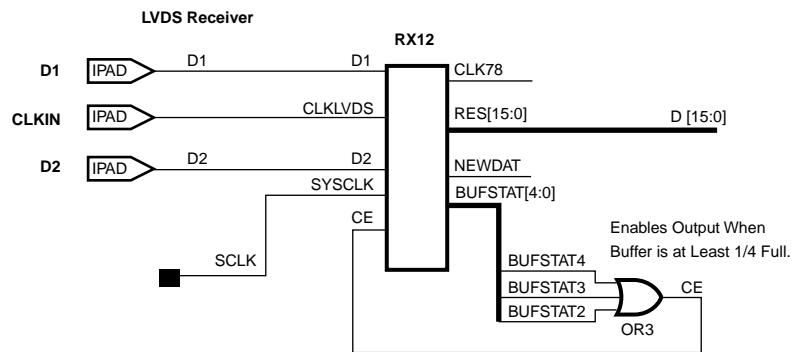 LVDS Receiver
RX12
D1 IPAD D1 D1 CLK78
CLKIN IPAD CLKLVDS RES[15:0] D [15:0]
D2 IPAD D2 D2 NEWDAT
SYSCLK BUFSTAT[4:0]
CE
Enables Output When
Buffer is at Least 1/4 Full.
SCLK
BUFSTAT4
BUFSTAT3 CE
BUFSTAT2
OR3